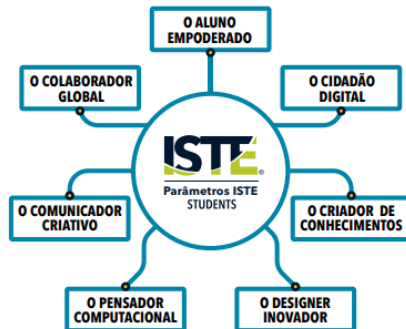 O ALUNO
EMPODERADO
O COLABORADOR
GLOBAL
O CIDADÃO
DIGITAL
ISTE®
Parâmetros ISTE
STUDENTS
O COMUNICADOR
CRIATIVO
O CRIADOR DE
CONHECIMENTOS
O PENSADOR
COMPUTACIONAL
O DESIGNER
INOVADOR